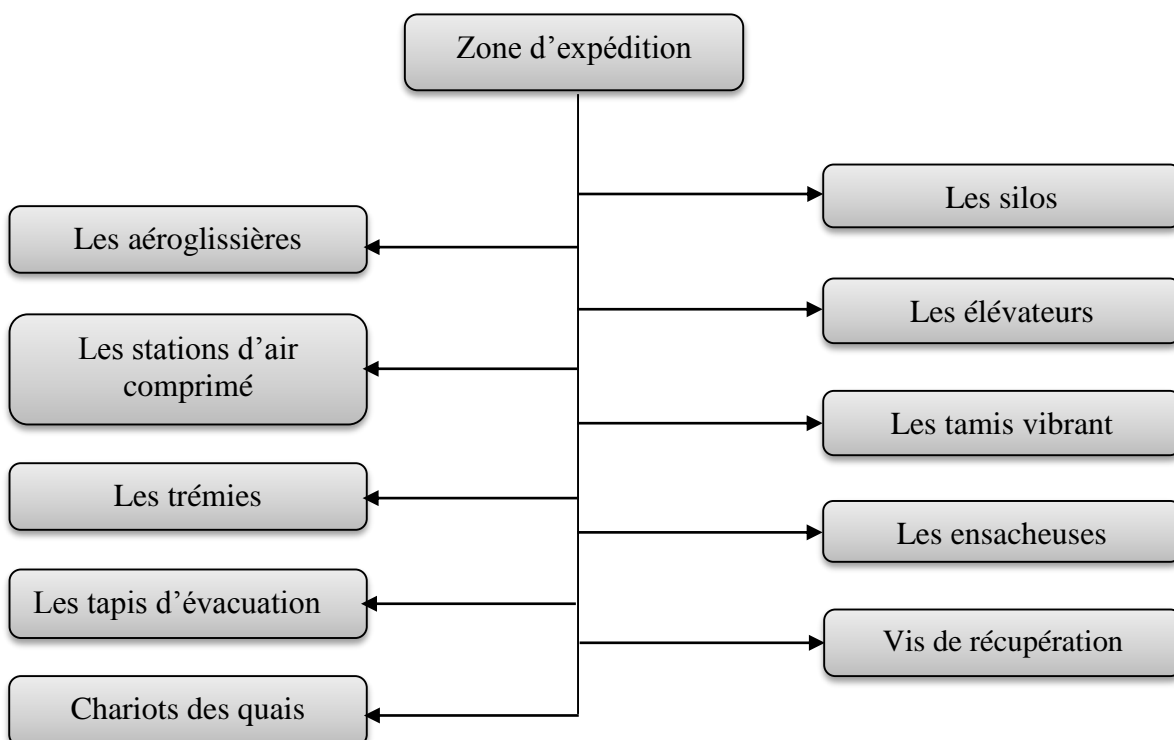 Zone d’expédition
Les silos
Les aéroglissières
Les élévateurs
Les stations d’air
comprimé
Les tamis vibrant
Les trémies
Les ensacheuses
Les tapis d’évacuation
Vis de récupération
Chariots des quais